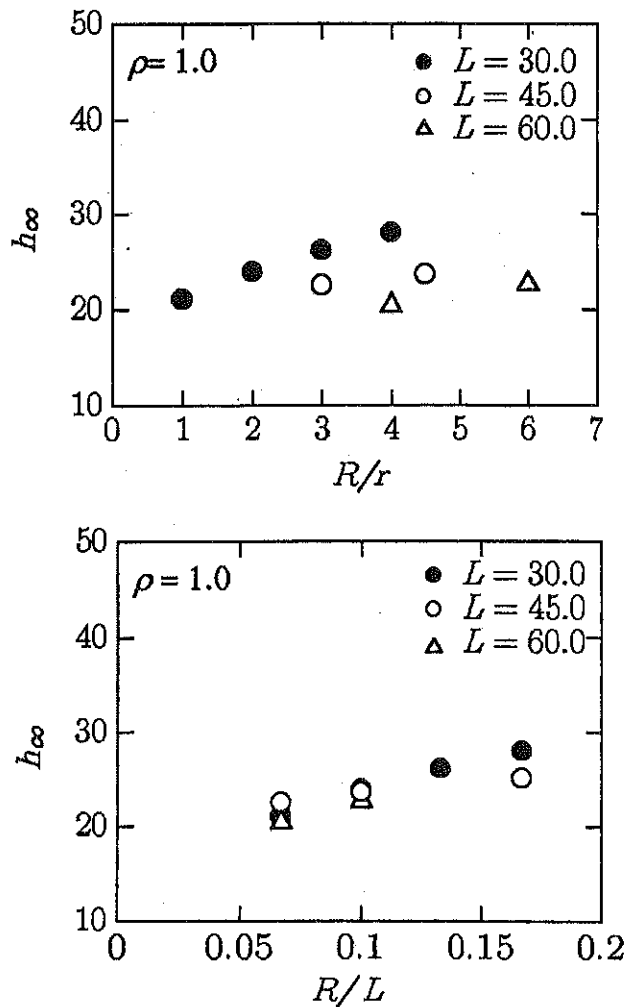 50
ρ = 1.0
● L = 30.0
○ L = 45.0
△ L = 60.0
40
30
20
10
h∞
0 1 2 3 4 5 6 7
R/r
50
ρ = 1.0
● L = 30.0
○ L = 45.0
△ L = 60.0
40
30
20
10
h∞
0 0.05 0.1 0.15 0.2
R/L